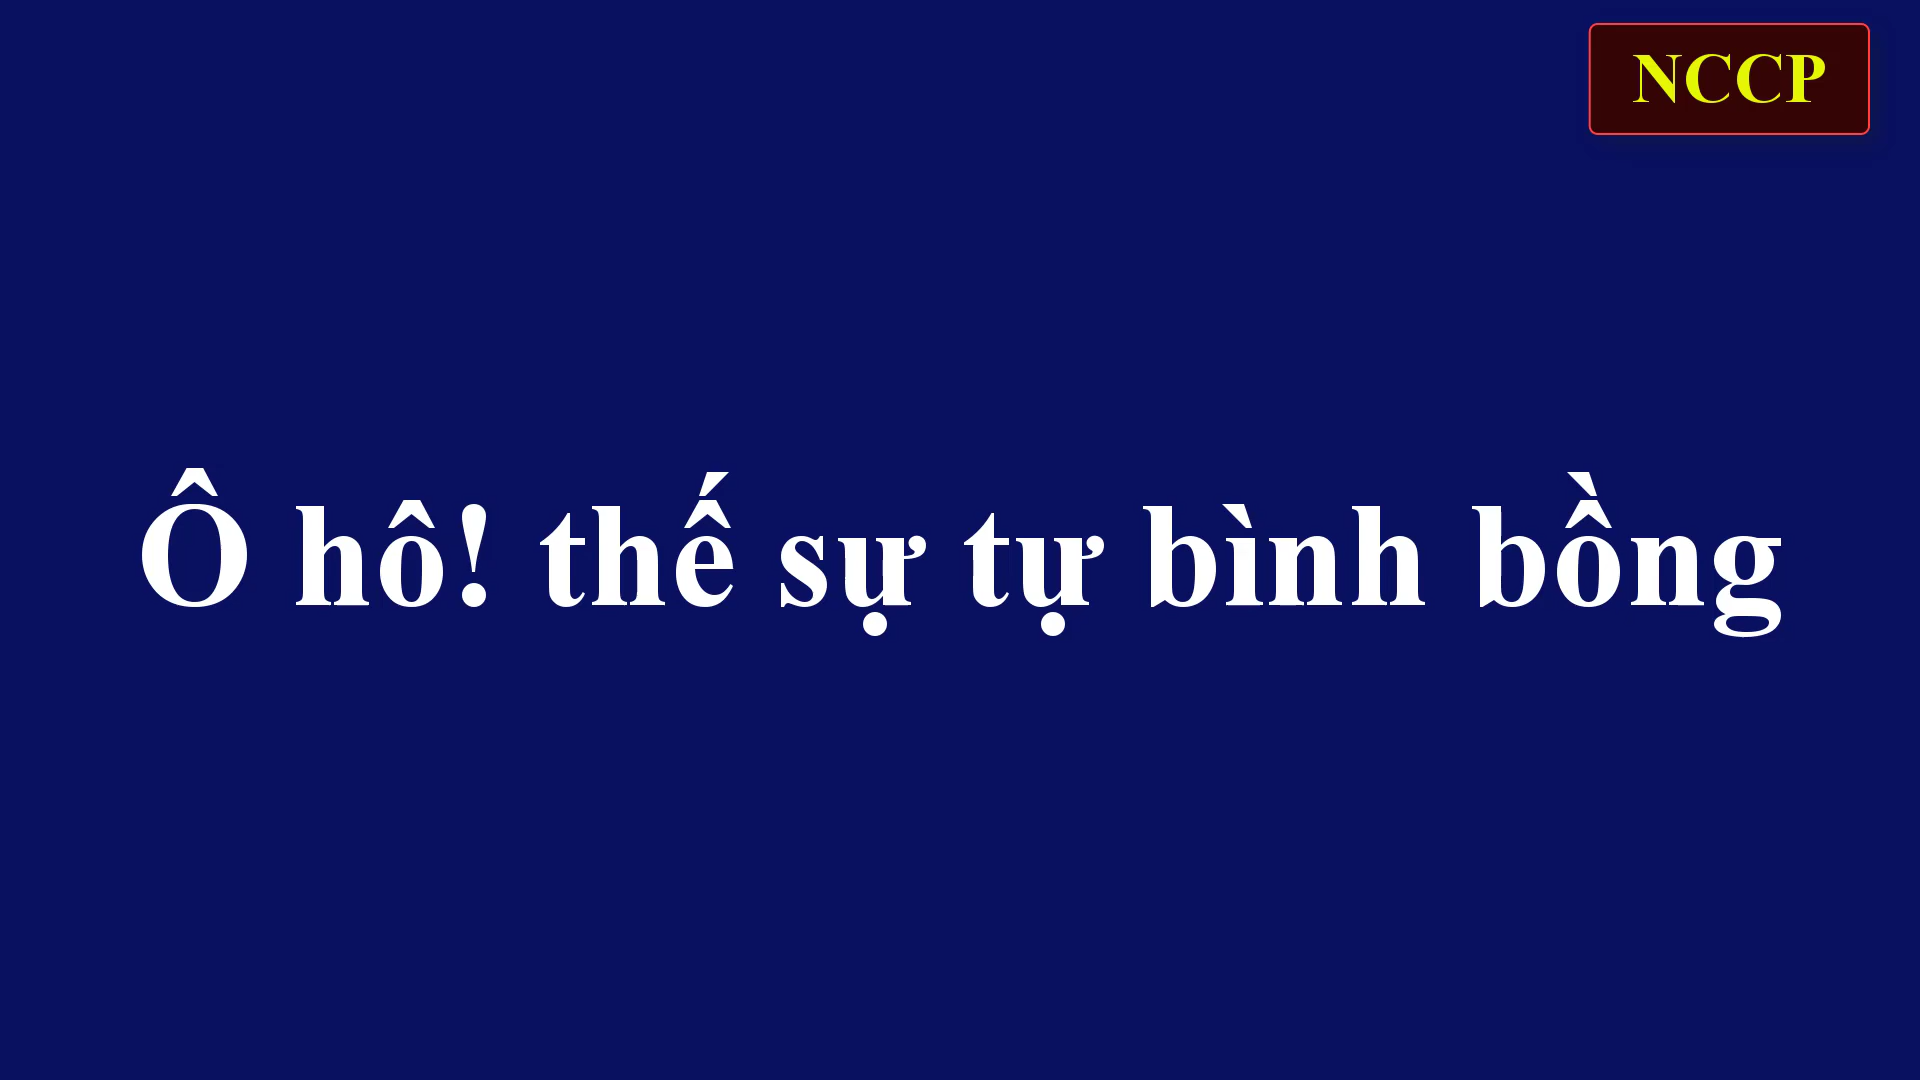 NCCP
Ô hô! thế sự tự bình bồng